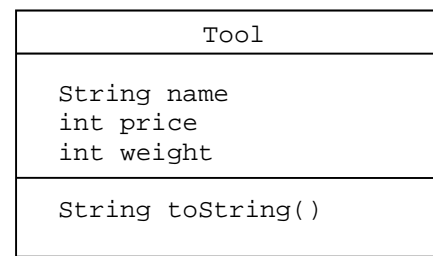 Tool
String name
int price
int weight
String toString()